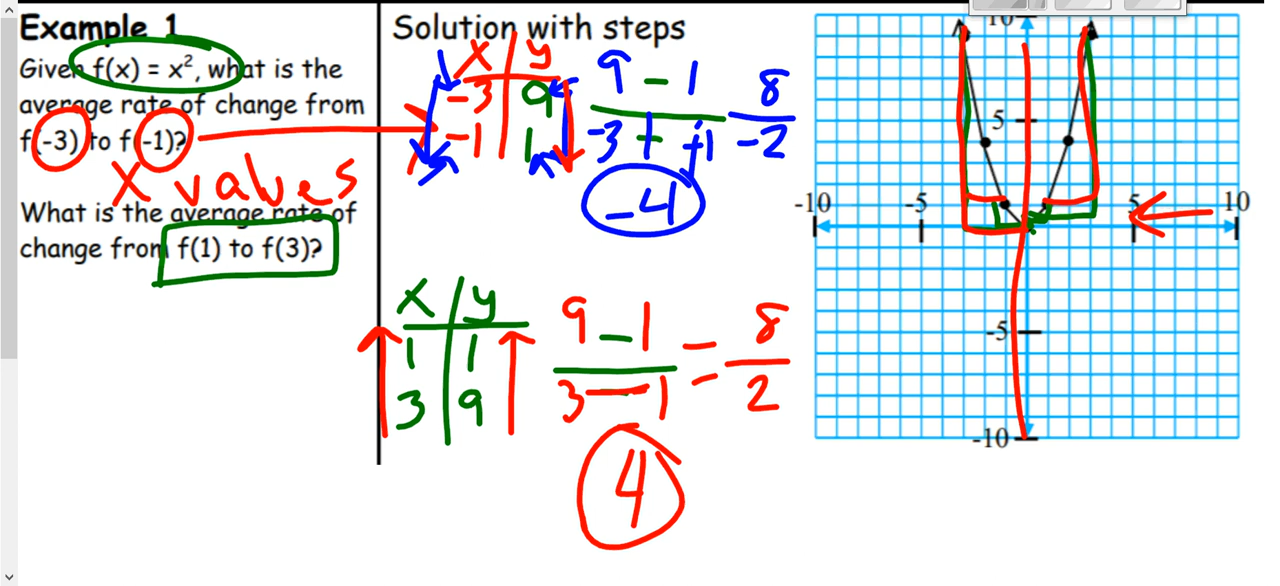 Example 1
Given f(x) = x², what is the
average rate of change from
f(-3) to f(-1)?
X values
What is the average rate of
change from f(1) to f(3)?
Solution with steps
x y
-3 9
-1 1
9 - 1
-3 + +1
8
-2
-4
x y
1 1
3 9
9 - 1
3 - 1
=
8
2
4
10
5
-10 -5 5 10
-5
-10